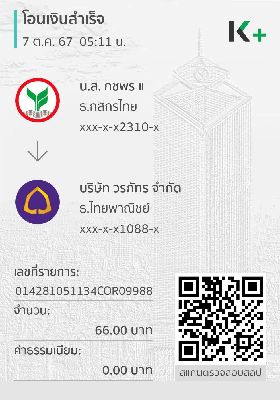 โอนเงินสำเร็จ
7 ต.ค. 67 05:11 น.
K+
น.ส. กชพร แ
ธ.กสิกรไทย
xxx-x-x2310-x
บริษัท วรภัทร จำกัด
ธ.ไทยพาณิชย์
xxx-x-x1088-x
เลขที่รายการ:
014281051134COR09988
จำนวน:
66.00 บาท
ค่าธรรมเนียม:
0.00 บาท
สแกนตรวจสอบสลิป